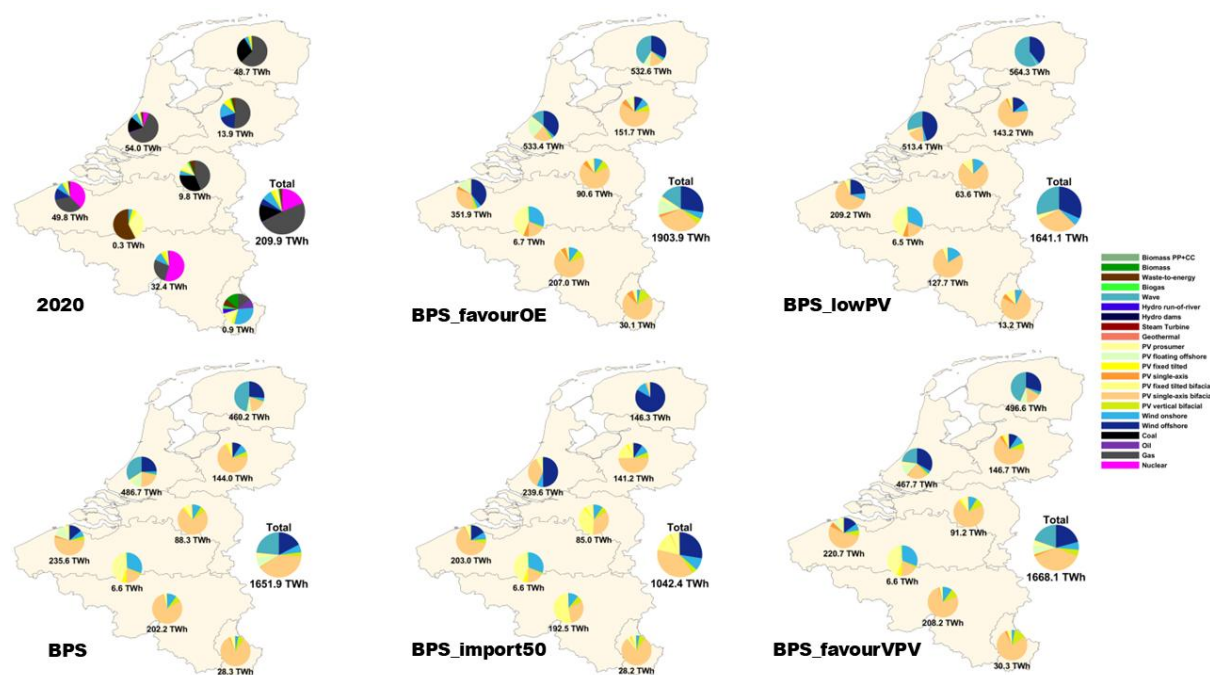 48.7 TWh
13.9 TWh
54.0 TWh
9.8 TWh
49.8 TWh
Total
209.9 TWh
0.3 TWh
32.4 TWh
0.9 TWh
2020
532.6 TWh
151.7 TWh
533.4 TWh
90.6 TWh
351.9 TWh
Total
1903.9 TWh
6.7 TWh
207.0 TWh
30.1 TWh
BPS_favourOE
564.3 TWh
143.2 TWh
513.4 TWh
63.6 TWh
209.2 TWh
Total
1641.1 TWh
6.5 TWh
127.7 TWh
13.2 TWh
BPS_lowPV
Biomass PP+CC
Biomass
Waste-to-energy
Biogas
Wave
Hydro run-of-river
Hydro dams
Steam Turbine
Geothermal
PV prosumer
PV floating offshore
PV fixed tilted
PV single-axis
PV fixed tilted bifacial
PV single-axis bifacial
PV vertical bifacial
Wind onshore
Wind offshore
Coal
Oil
Gas
Nuclear
460.2 TWh
144.0 TWh
486.7 TWh
88.3 TWh
235.6 TWh
Total
1651.9 TWh
6.6 TWh
202.2 TWh
28.3 TWh
BPS
146.3 TWh
141.2 TWh
239.6 TWh
85.0 TWh
203.0 TWh
Total
1042.4 TWh
6.6 TWh
192.5 TWh
28.2 TWh
BPS_import50
496.6 TWh
146.7 TWh
467.7 TWh
91.2 TWh
220.7 TWh
Total
1668.1 TWh
6.6 TWh
208.2 TWh
30.3 TWh
BPS_favourVPV